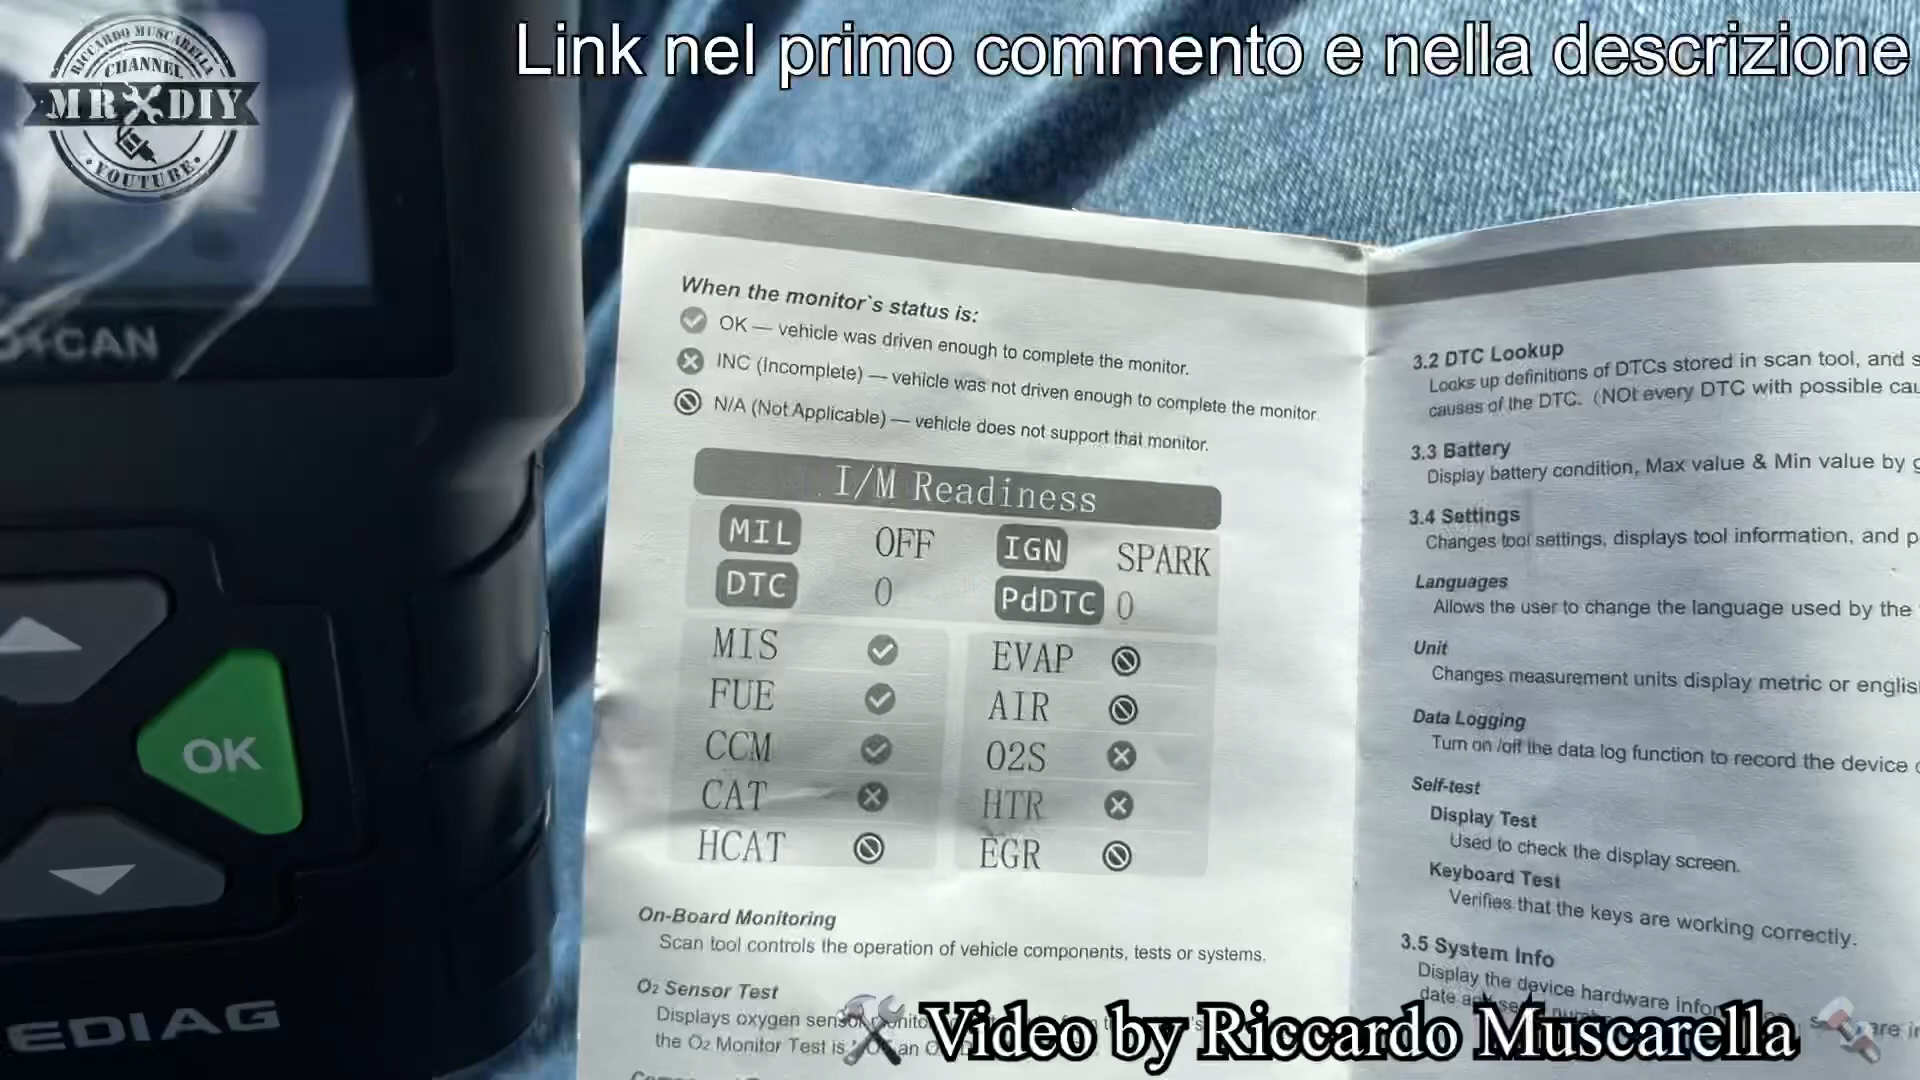 Link nel primo commento e nella descrizione
RICCARDO MUSCARELLA
CHANNEL
MR DIY
YOUTUBE
CAN
OK
EDIAG
When the monitor`s status is:
OK — vehicle was driven enough to complete the monitor.
INC (Incomplete) — vehicle was not driven enough to complete the monitor.
N/A (Not Applicable) — vehicle does not support that monitor.
I/M Readiness
MIL OFF IGN SPARK
DTC 0 PdDTC 0
MIS EVAP
FUE AIR
CCM O2S
CAT HTR
HCAT EGR
On-Board Monitoring
Scan tool controls the operation of vehicle components, tests or systems.
O2 Sensor Test
Displays oxygen sensor
the O2 Monitor Test is an
3.2 DTC Lookup
Looks up definitions of DTCs stored in scan tool, and
causes of the DTC. (NOt every DTC with possible
3.3 Battery
Display battery condition, Max value & Min value by
3.4 Settings
Changes tool settings, displays tool information, and
Languages
Allows the user to change the language used by the
Unit
Changes measurement units display metric or
Data Logging
Turn on /off the data log function to record the device
Self-test
Display Test
Used to check the display screen.
Keyboard Test
Verifies that the keys are working correctly.
3.5 System Info
Display the device hardware
date
Video by Riccardo Muscarella